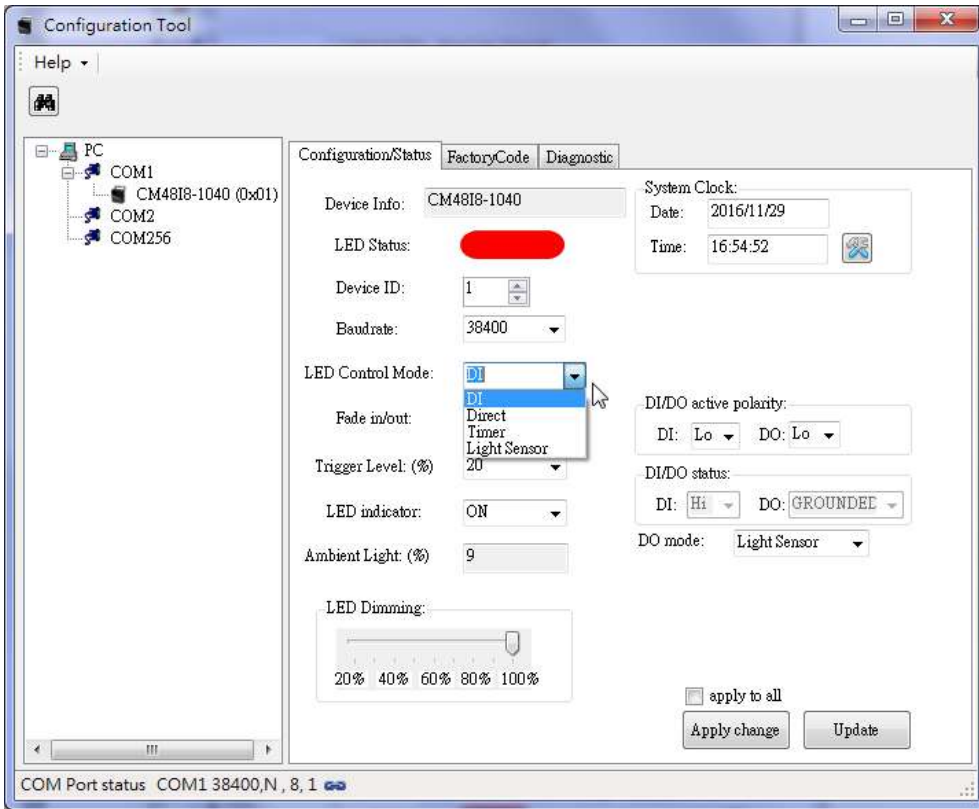 Configuration Tool
Help
PC
COM1
CM48I8-1040 (0x01)
COM2
COM256
Configuration/Status FactoryCode Diagnostic
Device Info: CM48I8-1040
LED Status:
Device ID: 1
Baudrate: 38400
LED Control Mode: DI
DI
Direct
Timer
Light Sensor
Fade in/out:
Trigger Level: (%) 20
LED indicator: ON
Ambient Light: (%) 9
LED Dimming:
20% 40% 60% 80% 100%
System Clock:
Date: 2016/11/29
Time: 16:54:52
DI/DO active polarity:
DI: Lo DO: Lo
DI/DO status:
DI: Hi DO: GROUNDED
DO mode: Light Sensor
apply to all
Apply change Update
COM Port status COM1 38400,N , 8, 1